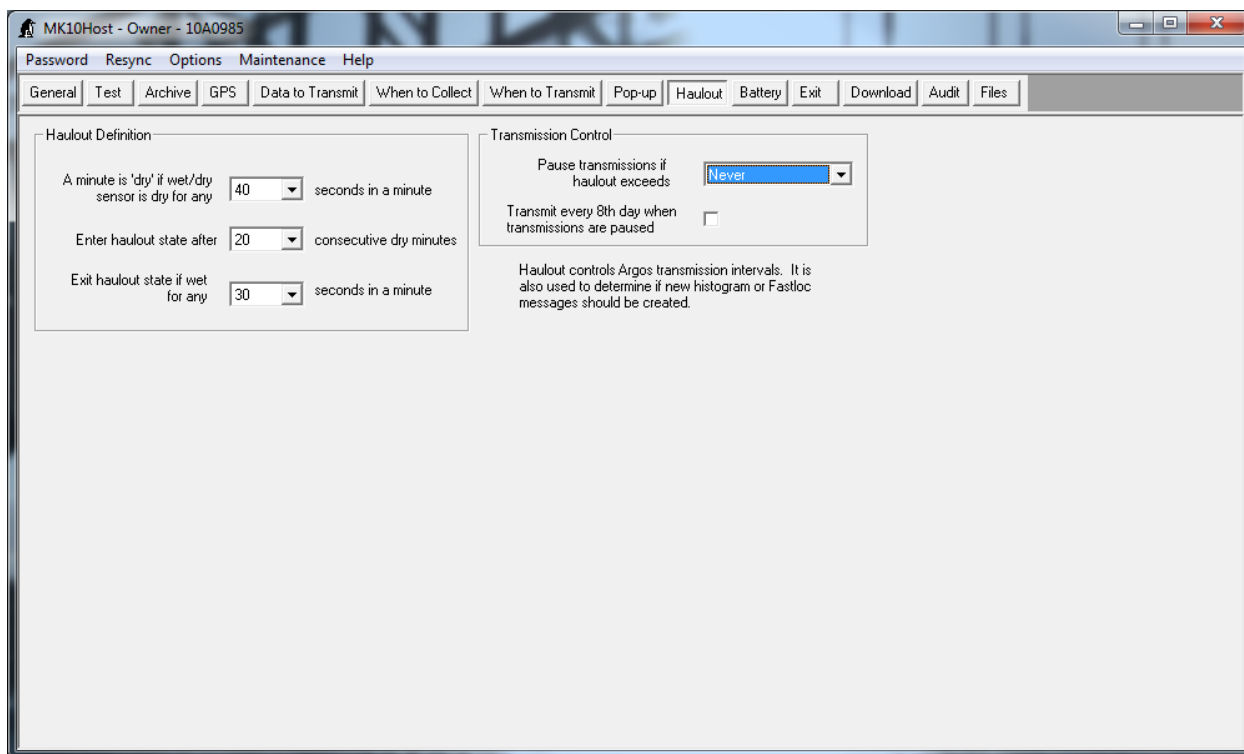 MK10Host - Owner - 10A0985
Password Resync Options Maintenance Help
General Test Archive GPS Data to Transmit When to Collect When to Transmit Pop-up Haulout Battery Exit Download Audit Files
Haulout Definition
A minute is 'dry' if wet/dry
sensor is dry for any
40 seconds in a minute
Enter haulout state after 20 consecutive dry minutes
Exit haulout state if wet
for any
30 seconds in a minute
Transmission Control
Pause transmissions if
haulout exceeds
Never
Transmit every 8th day when
transmissions are paused
Haulout controls Argos transmission intervals. It is
also used to determine if new histogram or Fastloc
messages should be created.